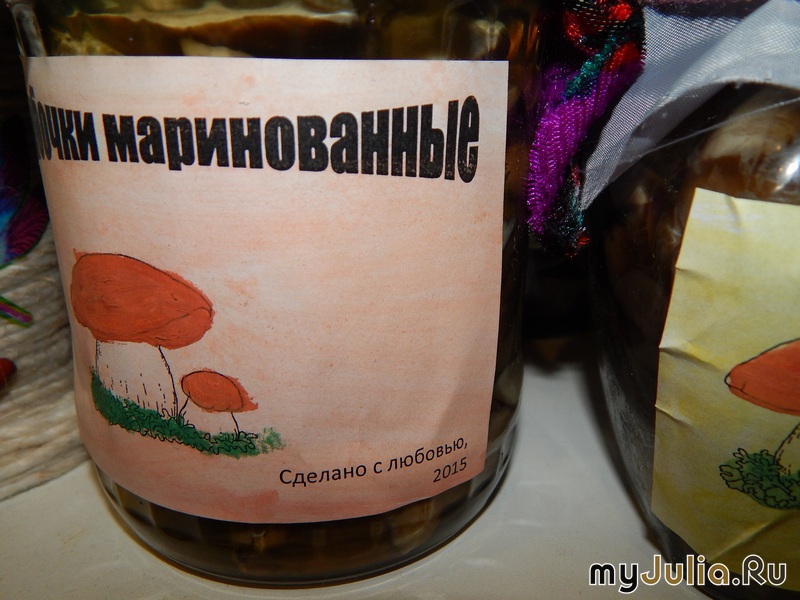 маринованные
Сделано с любовью,
2015
myJulia.Ru